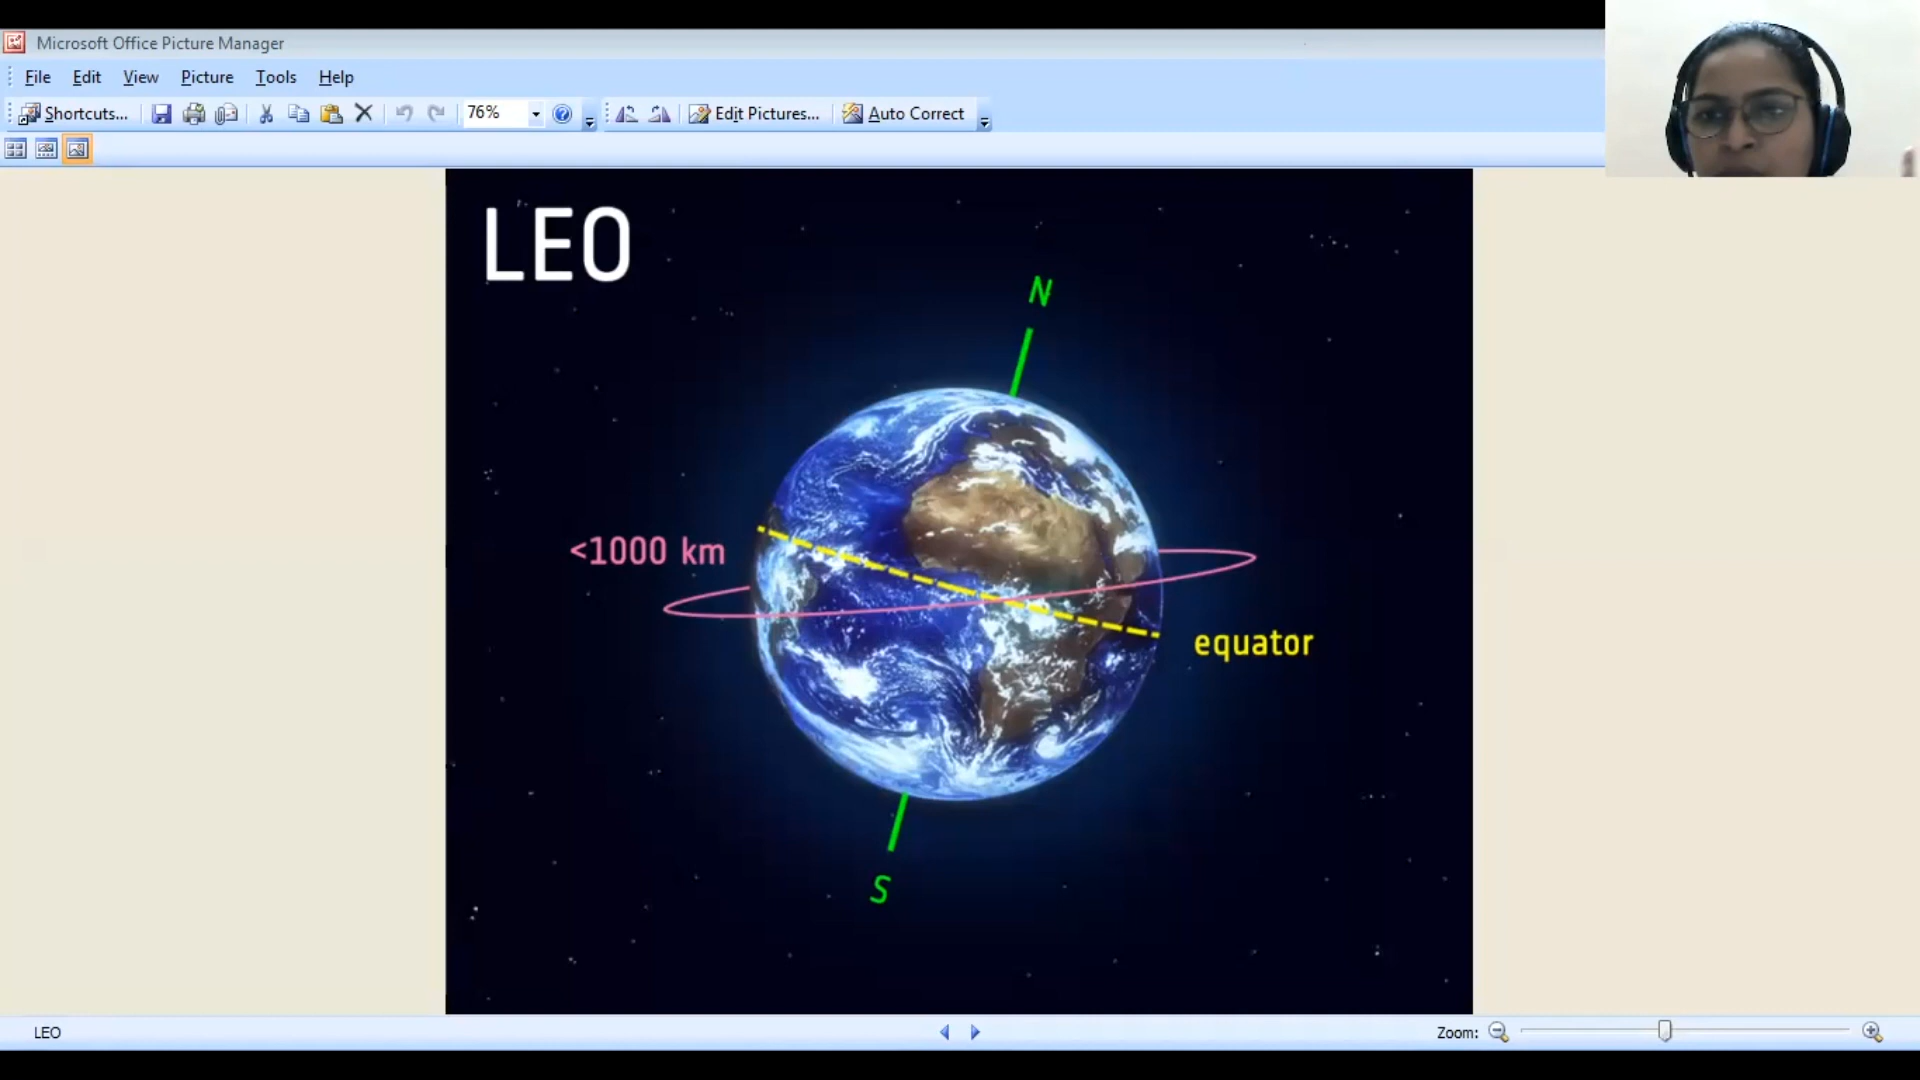 Microsoft Office Picture Manager
File Edit View Picture Tools Help
Shortcuts... 76% Edit Pictures... Auto Correct
LEO
N
<1000 km
equator
S
LEO Zoom: